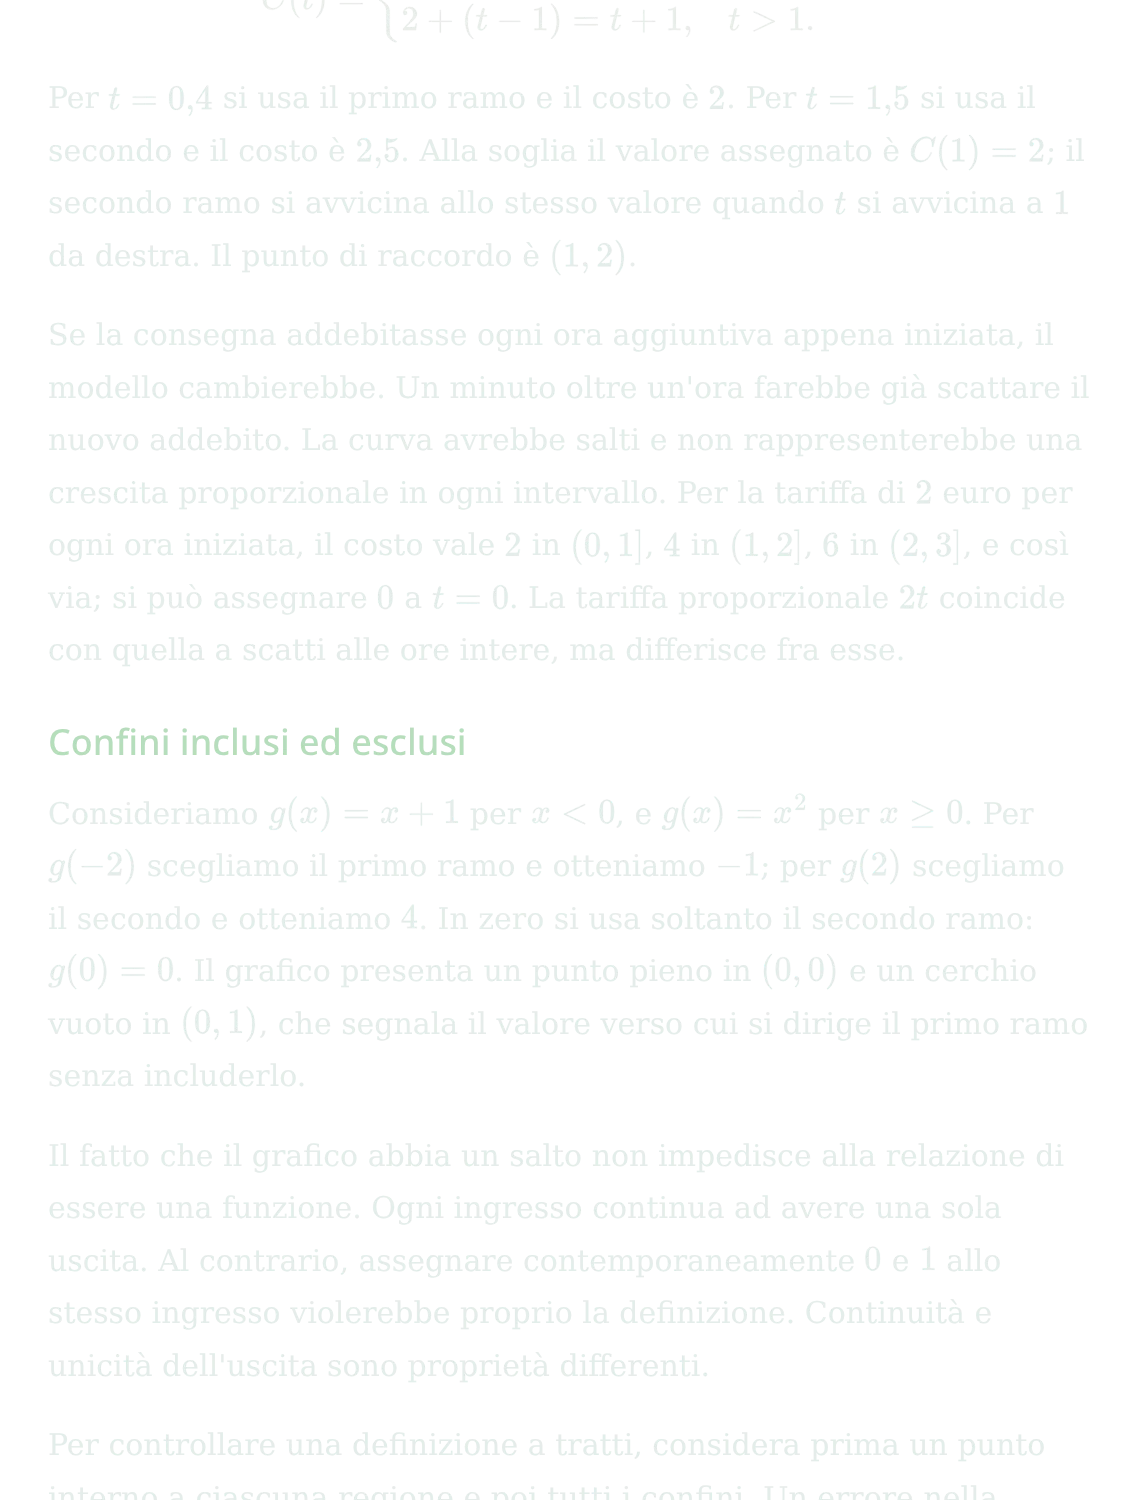 C(t) = { 2 + (t − 1) = t + 1, t > 1.
Per t = 0,4 si usa il primo ramo e il costo è 2. Per t = 1,5 si usa il
secondo e il costo è 2,5. Alla soglia il valore assegnato è C(1) = 2; il
secondo ramo si avvicina allo stesso valore quando t si avvicina a 1
da destra. Il punto di raccordo è (1, 2).
Se la consegna addebitasse ogni ora aggiuntiva appena iniziata, il
modello cambierebbe. Un minuto oltre un'ora farebbe già scattare il
nuovo addebito. La curva avrebbe salti e non rappresenterebbe una
crescita proporzionale in ogni intervallo. Per la tariffa di 2 euro per
ogni ora iniziata, il costo vale 2 in (0, 1], 4 in (1, 2], 6 in (2, 3], e così
via; si può assegnare 0 a t = 0. La tariffa proporzionale 2t coincide
con quella a scatti alle ore intere, ma differisce fra esse.
Confini inclusi ed esclusi
Consideriamo g(x) = x + 1 per x < 0, e g(x) = x² per x ≥ 0. Per
g(−2) scegliamo il primo ramo e otteniamo −1; per g(2) scegliamo
il secondo e otteniamo 4. In zero si usa soltanto il secondo ramo:
g(0) = 0. Il grafico presenta un punto pieno in (0, 0) e un cerchio
vuoto in (0, 1), che segnala il valore verso cui si dirige il primo ramo
senza includerlo.
Il fatto che il grafico abbia un salto non impedisce alla relazione di
essere una funzione. Ogni ingresso continua ad avere una sola
uscita. Al contrario, assegnare contemporaneamente 0 e 1 allo
stesso ingresso violerebbe proprio la definizione. Continuità e
unicità dell'uscita sono proprietà differenti.
Per controllare una definizione a tratti, considera prima un punto
interno a ciascuna regione e poi tutti i confini. Un errore nella